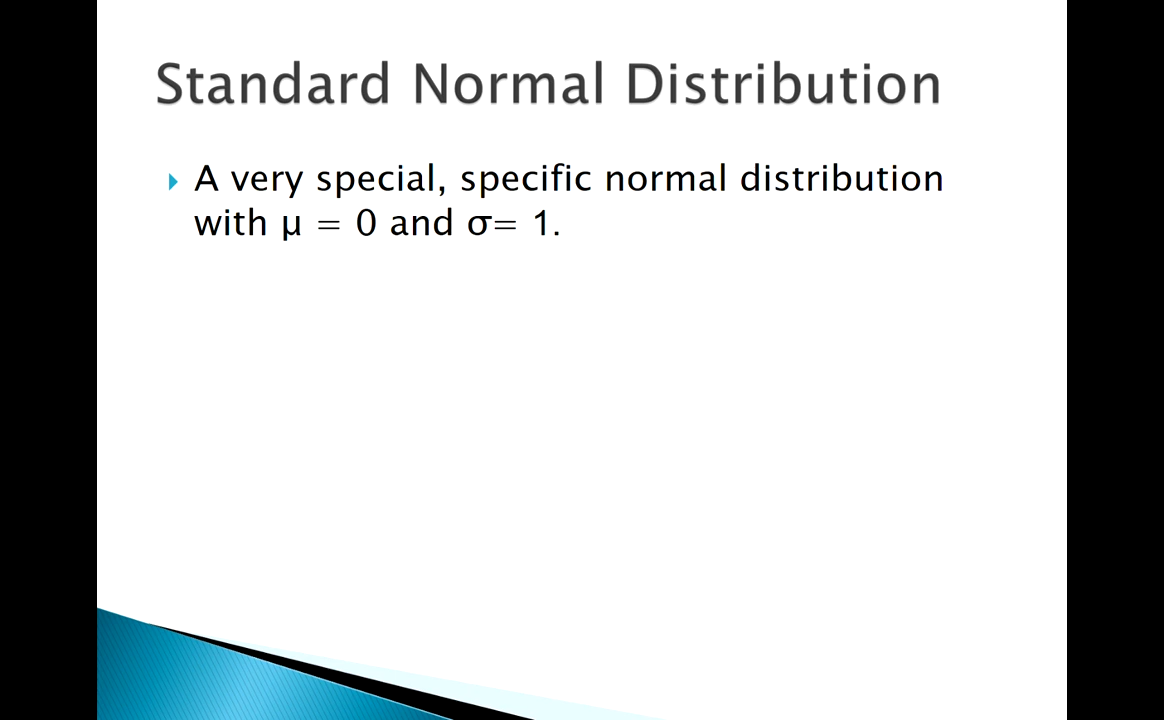 Standard Normal Distribution
A very special, specific normal distribution
with µ = 0 and σ= 1.